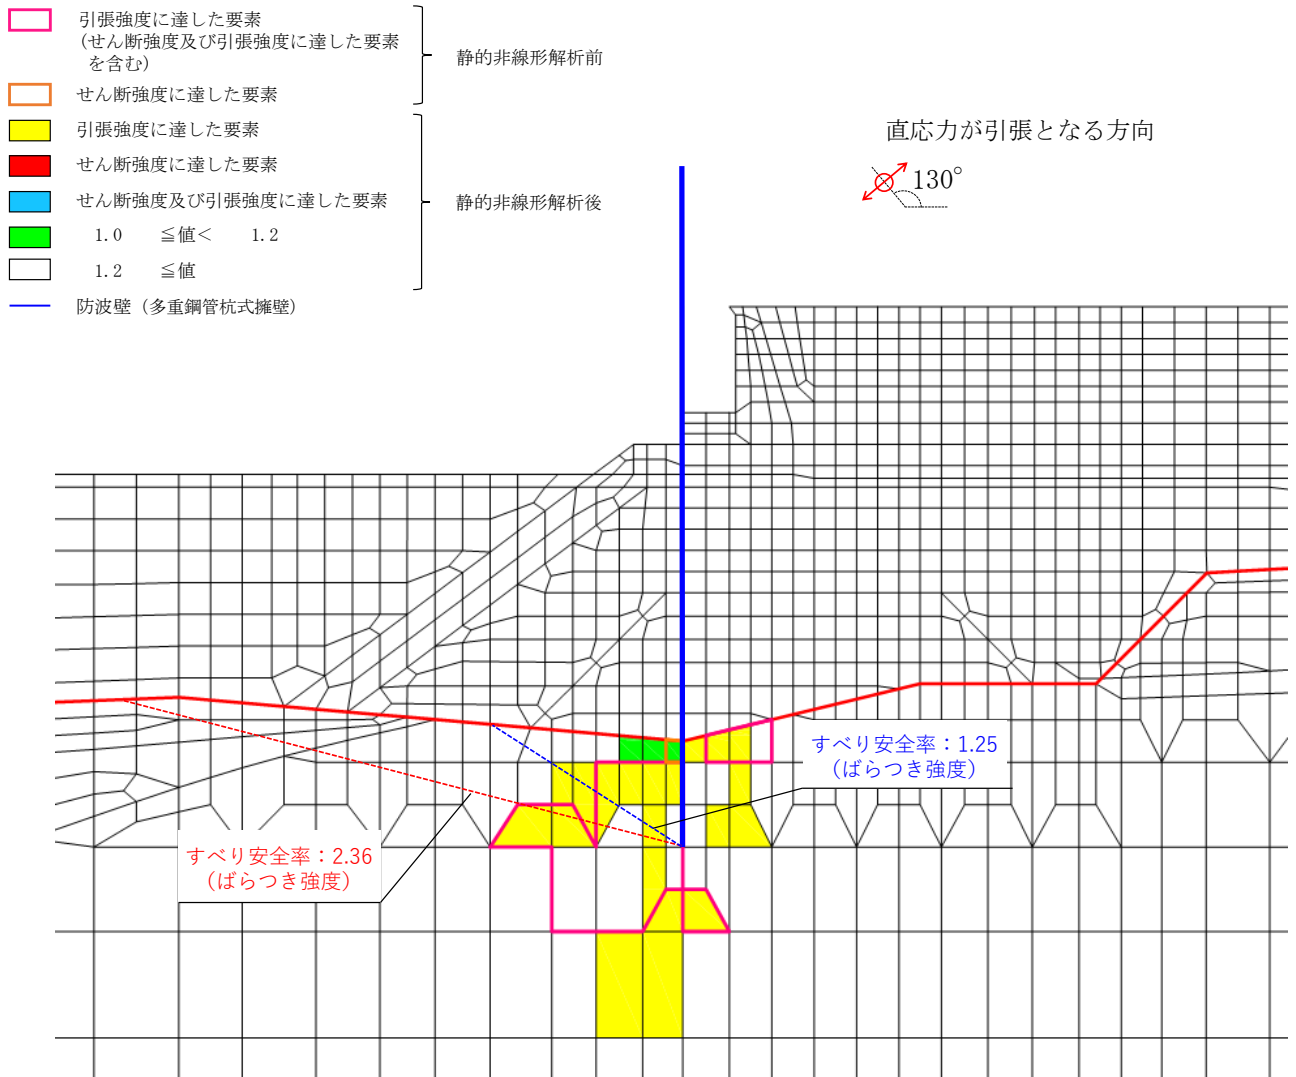 引張強度に達した要素
(せん断強度及び引張強度に達した要素
を含む)
静的非線形解析前
せん断強度に達した要素
引張強度に達した要素
せん断強度に達した要素
せん断強度及び引張強度に達した要素
静的非線形解析後
1.0 ≦値< 1.2
1.2 ≦値
防波壁（多重鋼管杭式擁壁）
直応力が引張となる方向
130°
すべり安全率：1.25
（ばらつき強度）
すべり安全率：2.36
（ばらつき強度）